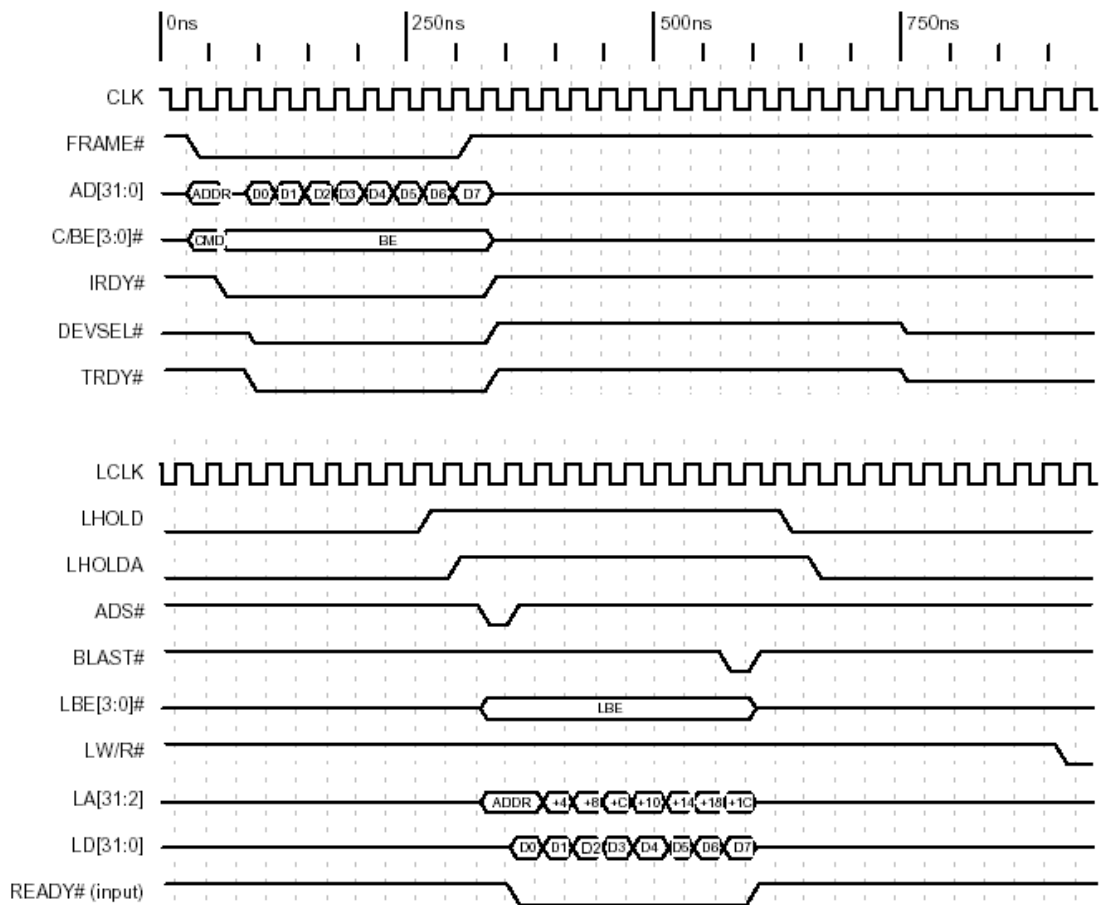 0ns 250ns 500ns 750ns
CLK
FRAME#
AD[31:0] ADDR D0 D1 D2 D3 D4 D5 D6 D7
C/BE[3:0]# CMD BE
IRDY#
DEVSEL#
TRDY#
LCLK
LHOLD
LHOLDA
ADS#
BLAST#
LBE[3:0]# LBE
LW/R#
LA[31:2] ADDR +4 +8 +C +10 +14 +18 +1C
LD[31:0] D0 D1 D2 D3 D4 D5 D6 D7
READY# (input)